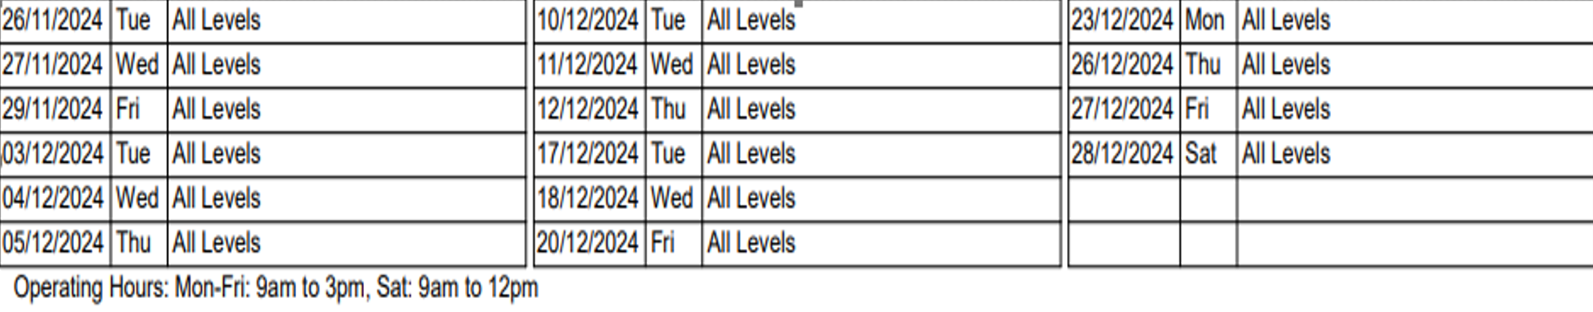 26/11/2024 Tue All Levels 10/12/2024 Tue All Levels 23/12/2024 Mon All Levels
27/11/2024 Wed All Levels 11/12/2024 Wed All Levels 26/12/2024 Thu All Levels
29/11/2024 Fri All Levels 12/12/2024 Thu All Levels 27/12/2024 Fri All Levels
03/12/2024 Tue All Levels 17/12/2024 Tue All Levels 28/12/2024 Sat All Levels
04/12/2024 Wed All Levels 18/12/2024 Wed All Levels
05/12/2024 Thu All Levels 20/12/2024 Fri All Levels
Operating Hours: Mon-Fri: 9am to 3pm, Sat: 9am to 12pm